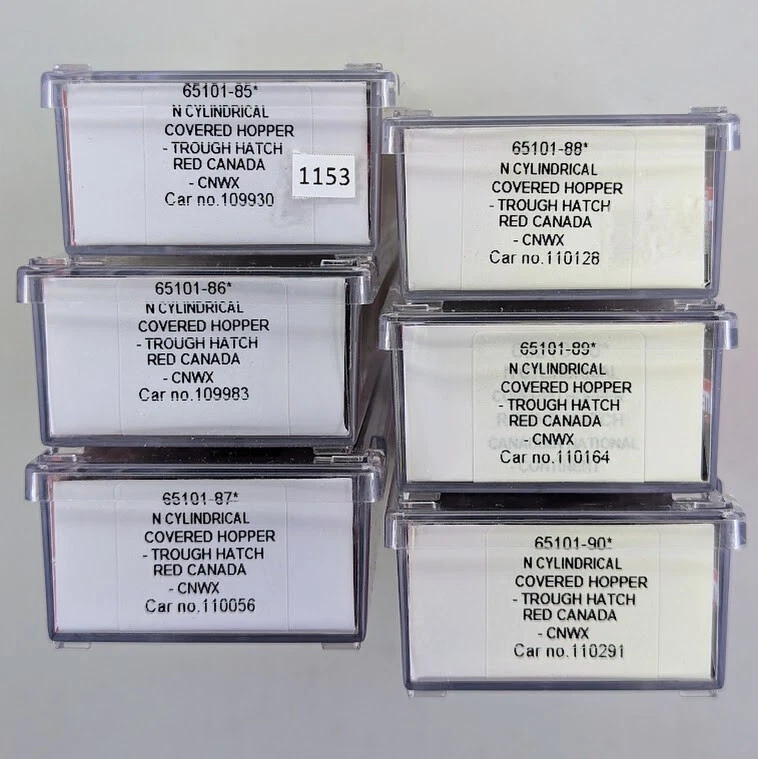 65101-85*
N CYLINDRICAL
COVERED HOPPER
- TROUGH HATCH
RED CANADA
- CNWX
Car no.109930
1153
65101-86*
N CYLINDRICAL
COVERED HOPPER
- TROUGH HATCH
RED CANADA
- CNWX
Car no.109983
65101-87*
N CYLINDRICAL
COVERED HOPPER
- TROUGH HATCH
RED CANADA
- CNWX
Car no.110056
65101-88*
N CYLINDRICAL
COVERED HOPPER
- TROUGH HATCH
RED CANADA
- CNWX
Car no.110128
65101-89*
N CYLINDRICAL
COVERED HOPPER
- TROUGH HATCH
RED CANADA
- CNWX
Car no.110164
65101-90*
N CYLINDRICAL
COVERED HOPPER
- TROUGH HATCH
RED CANADA
- CNWX
Car no.110291